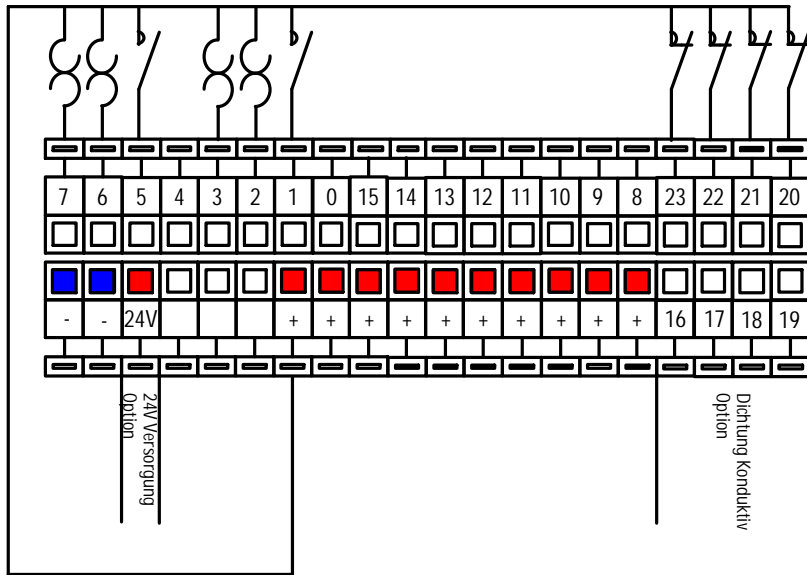 7 6 5 4 3 2 1 0 15 14 13 12 11 10 9 8 23 22 21 20
- - 24V + + + + + + + + + + 16 17 18 19
24V Versorgung
Option
Dichtung Konduktiv
Option